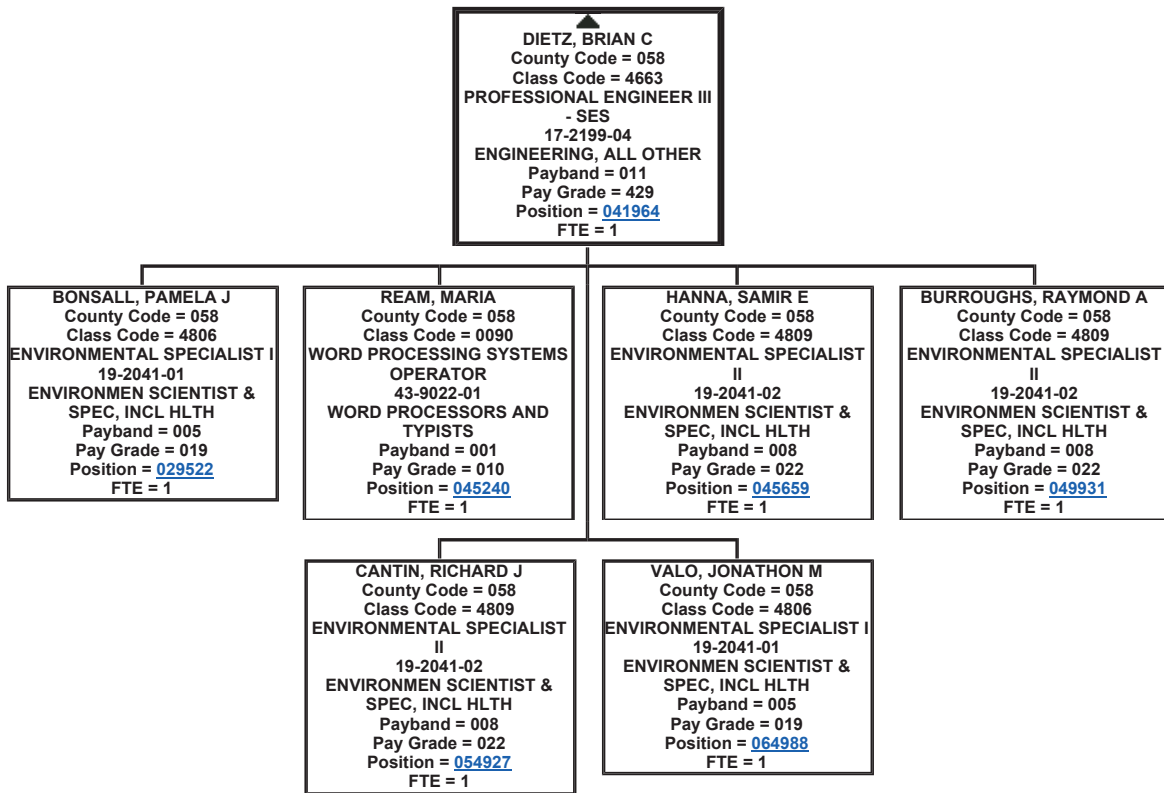 DIETZ, BRIAN C
County Code = 058
Class Code = 4663
PROFESSIONAL ENGINEER III
- SES
17-2199-04
ENGINEERING, ALL OTHER
Payband = 011
Pay Grade = 429
Position = 041964
FTE = 1
BONSALL, PAMELA J
County Code = 058
Class Code = 4806
ENVIRONMENTAL SPECIALIST I
19-2041-01
ENVIRONMEN SCIENTIST &
SPEC, INCL HLTH
Payband = 005
Pay Grade = 019
Position = 029522
FTE = 1
REAM, MARIA
County Code = 058
Class Code = 0090
WORD PROCESSING SYSTEMS
OPERATOR
43-9022-01
WORD PROCESSORS AND
TYPISTS
Payband = 001
Pay Grade = 010
Position = 045240
FTE = 1
HANNA, SAMIR E
County Code = 058
Class Code = 4809
ENVIRONMENTAL SPECIALIST
II
19-2041-02
ENVIRONMEN SCIENTIST &
SPEC, INCL HLTH
Payband = 008
Pay Grade = 022
Position = 045659
FTE = 1
BURROUGHS, RAYMOND A
County Code = 058
Class Code = 4809
ENVIRONMENTAL SPECIALIST
II
19-2041-02
ENVIRONMEN SCIENTIST &
SPEC, INCL HLTH
Payband = 008
Pay Grade = 022
Position = 049931
FTE = 1
CANTIN, RICHARD J
County Code = 058
Class Code = 4809
ENVIRONMENTAL SPECIALIST
II
19-2041-02
ENVIRONMEN SCIENTIST &
SPEC, INCL HLTH
Payband = 008
Pay Grade = 022
Position = 054927
FTE = 1
VALO, JONATHON M
County Code = 058
Class Code = 4806
ENVIRONMENTAL SPECIALIST I
19-2041-01
ENVIRONMEN SCIENTIST &
SPEC, INCL HLTH
Payband = 005
Pay Grade = 019
Position = 064988
FTE = 1